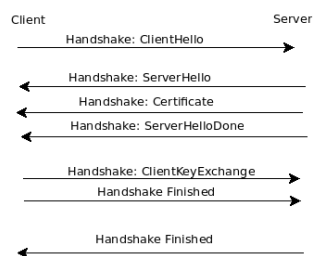 Client
Server
Handshake: ClientHello
Handshake: ServerHello
Handshake: Certificate
Handshake: ServerHelloDone
Handshake: ClientKeyExchange
Handshake Finished
Handshake Finished